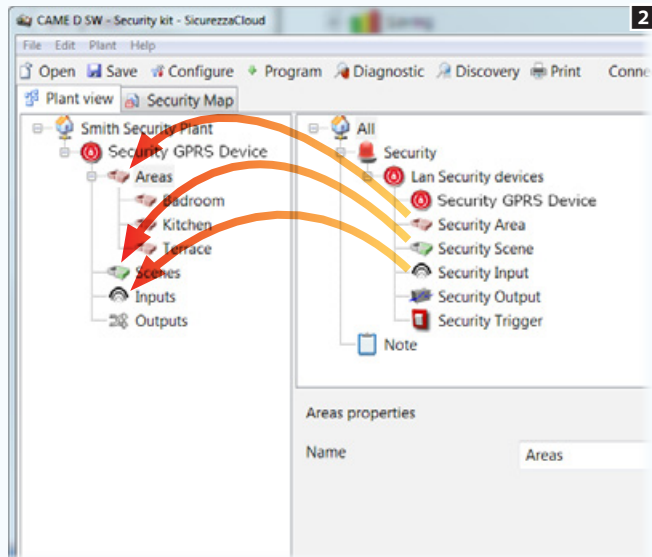 CAME D SW - Security kit - SicurezzaCloud
2
File Edit Plant Help
Open Save Configure Program Diagnostic Discovery Print
Plant view Security Map
Smith Security Plant
Security GPRS Device
Areas
Badroom
Kitchen
Terrace
Scenes
Inputs
Outputs
All
Security
Lan Security devices
Security GPRS Device
Security Area
Security Scene
Security Input
Security Output
Security Trigger
Note
Areas properties
Name Areas